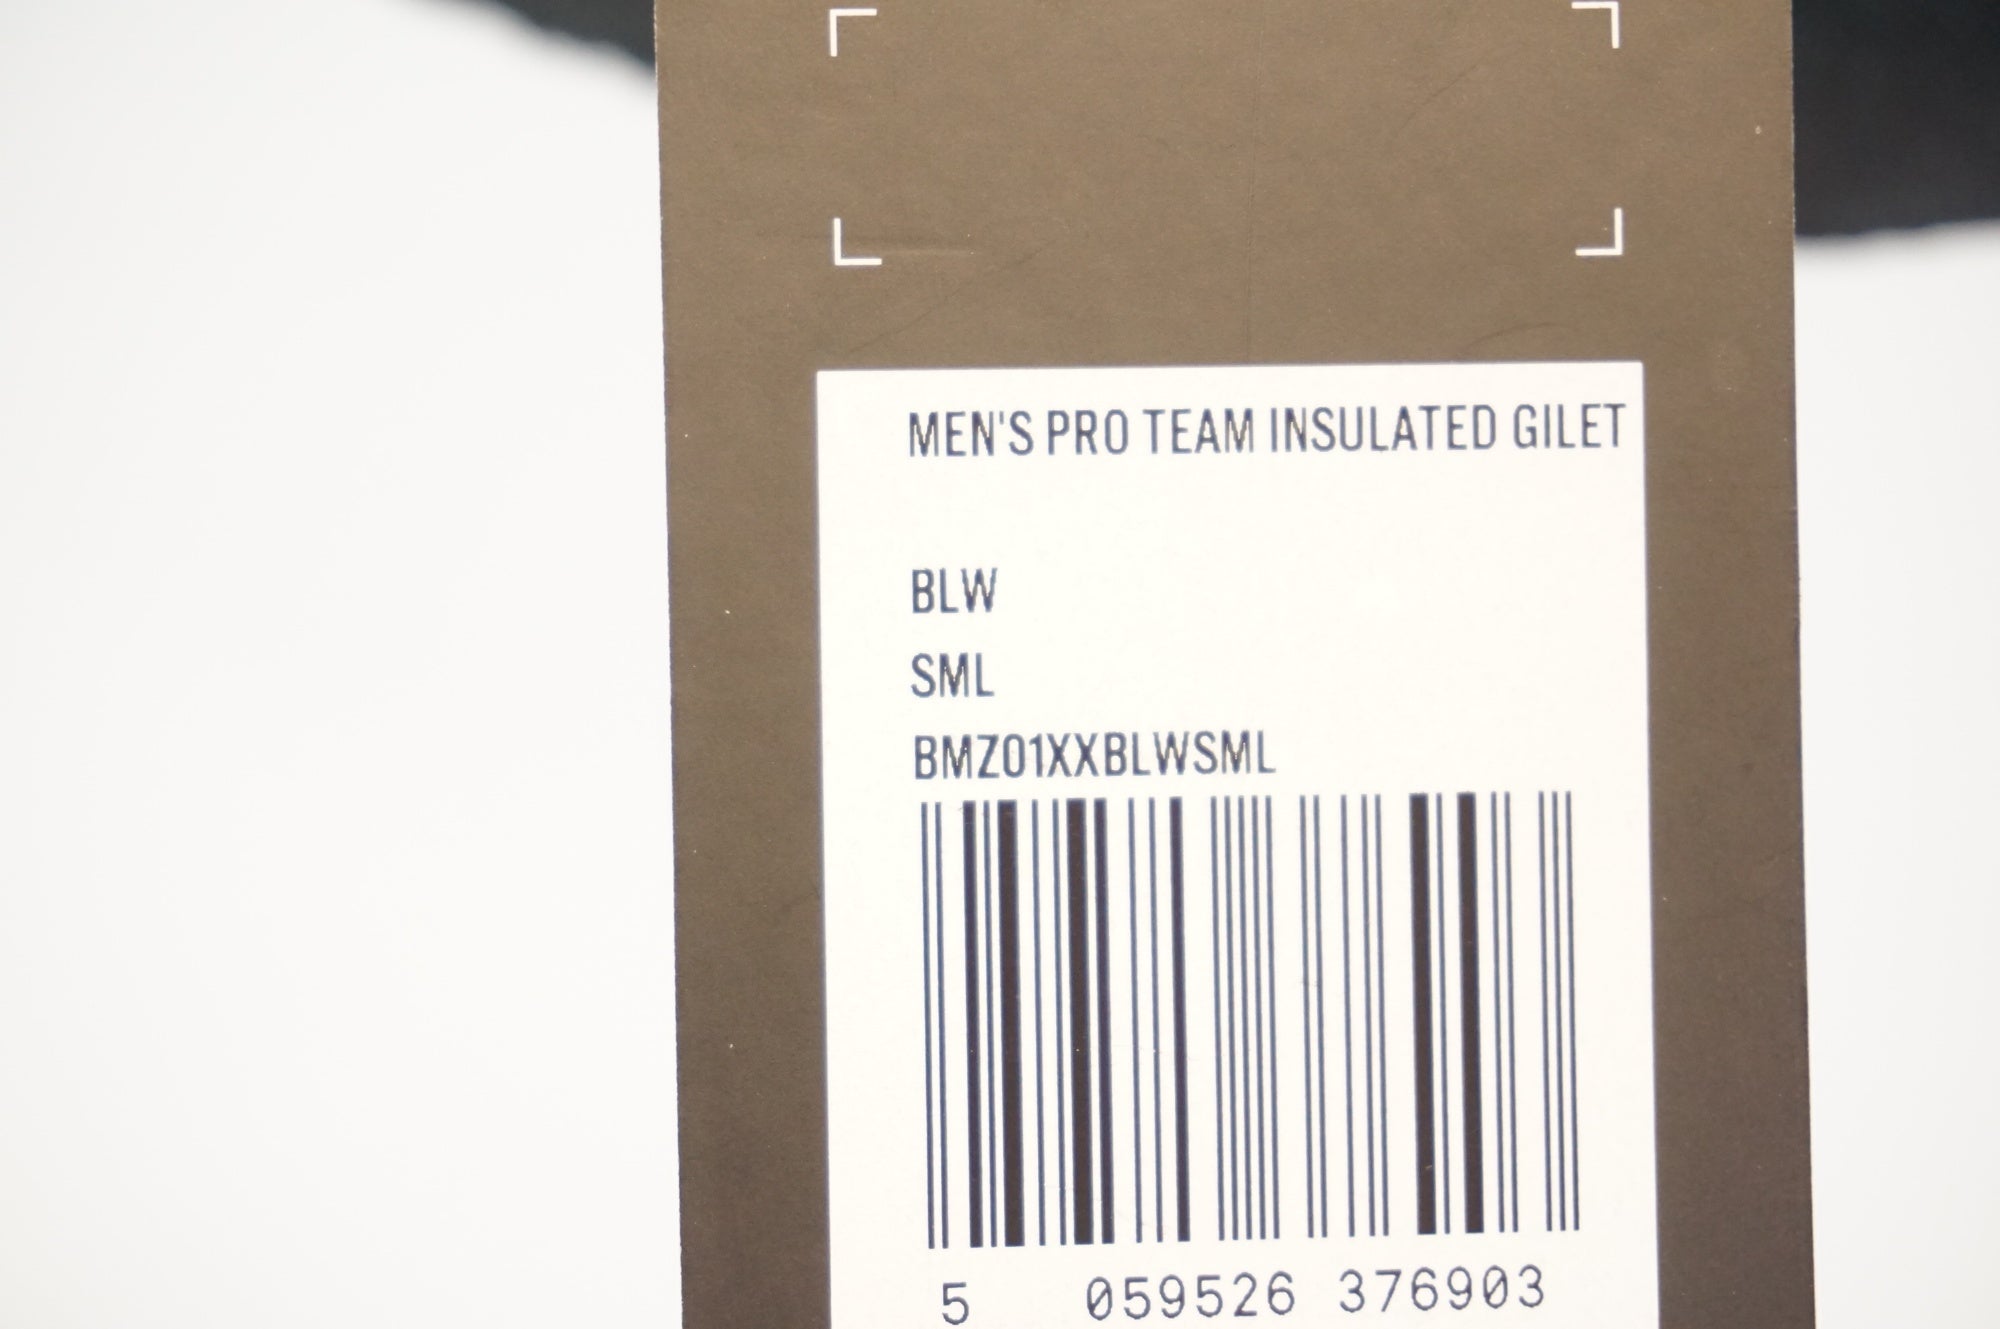 MEN'S PRO TEAM INSULATED GILET
BLW
SML
BMZ01XXBLWSML
5 059526 376903